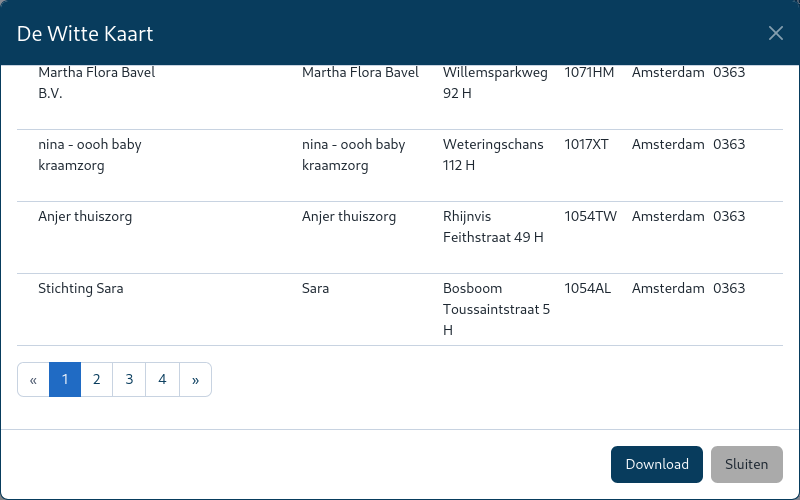 De Witte Kaart
Martha Flora Bavel Martha Flora Bavel Willemsparkweg 1071HM Amsterdam 0363
B.V. 92 H
nina - oooh baby nina - oooh baby Weteringschans 1017XT Amsterdam 0363
kraamzorg kraamzorg 112 H
Anjer thuiszorg Anjer thuiszorg Rhijnvis 1054TW Amsterdam 0363
Feithstraat 49 H
Stichting Sara Sara Bosboom 1054AL Amsterdam 0363
Toussaintstraat 5
H
« 1 2 3 4 »
Download Sluiten